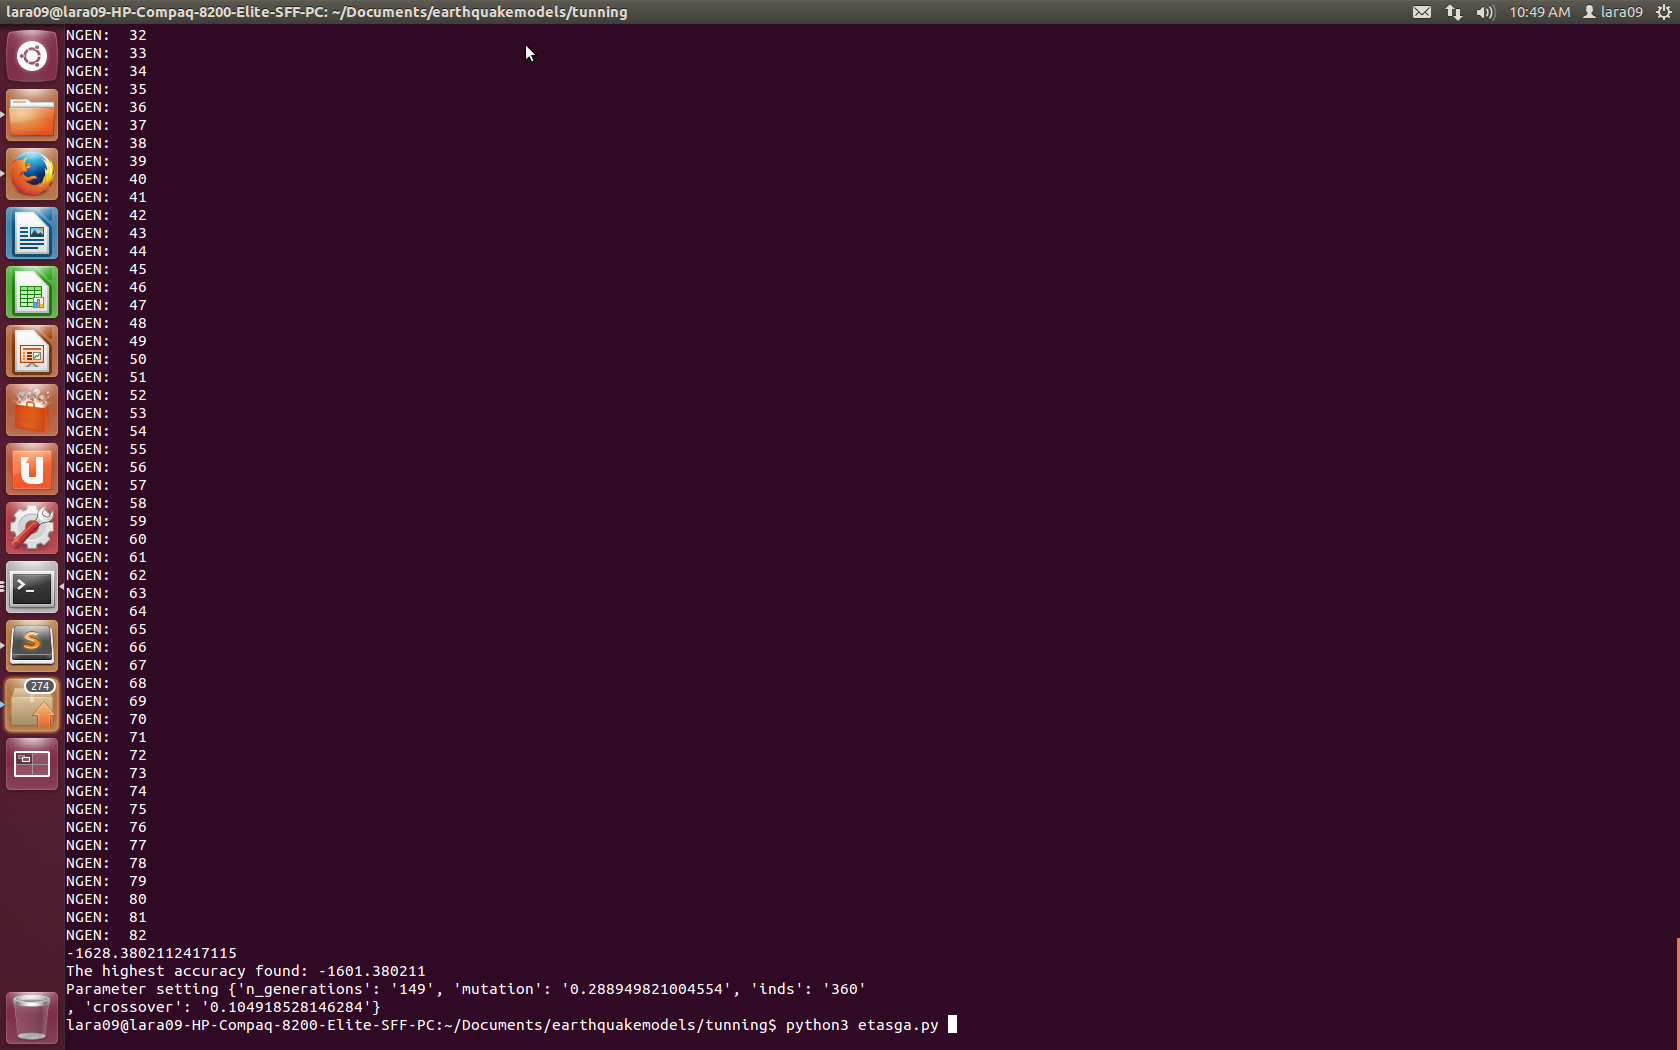 lara09@lara09-HP-Compaq-8200-Elite-SFF-PC: ~/Documents/earthquakemodels/tunning
10:49 AM
lara09
NGEN:  32
NGEN:  33
NGEN:  34
NGEN:  35
NGEN:  36
NGEN:  37
NGEN:  38
NGEN:  39
NGEN:  40
NGEN:  41
NGEN:  42
NGEN:  43
NGEN:  44
NGEN:  45
NGEN:  46
NGEN:  47
NGEN:  48
NGEN:  49
NGEN:  50
NGEN:  51
NGEN:  52
NGEN:  53
NGEN:  54
NGEN:  55
NGEN:  56
NGEN:  57
NGEN:  58
NGEN:  59
NGEN:  60
NGEN:  61
NGEN:  62
NGEN:  63
NGEN:  64
NGEN:  65
NGEN:  66
NGEN:  67
NGEN:  68
NGEN:  69
NGEN:  70
NGEN:  71
NGEN:  72
NGEN:  73
NGEN:  74
NGEN:  75
NGEN:  76
NGEN:  77
NGEN:  78
NGEN:  79
NGEN:  80
NGEN:  81
NGEN:  82
-1628.3802112417115
The highest accuracy found: -1601.380211
Parameter setting {'n_generations': '149', 'mutation': '0.288949821004554', 'inds': '360'
, 'crossover': '0.104918528146284'}
lara09@lara09-HP-Compaq-8200-Elite-SFF-PC:~/Documents/earthquakemodels/tunning$ python3 etasga.py
>_
S
274